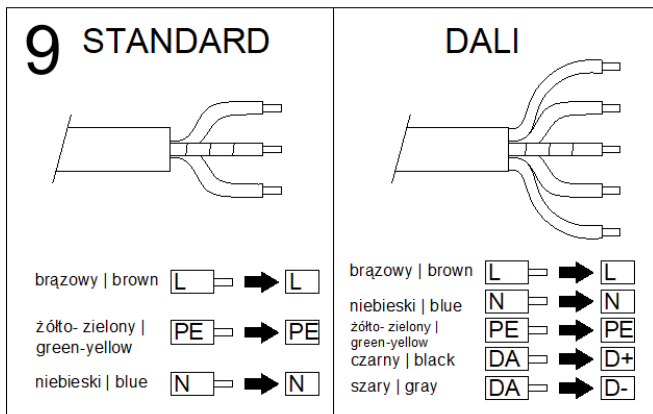 9 STANDARD
brązowy | brown L L
żółto- zielony |
green-yellow PE PE
niebieski | blue N N
DALI
brązowy | brown L L
niebieski | blue N N
żółto- zielony |
green-yellow PE PE
czarny | black DA D+
szary | gray DA D-